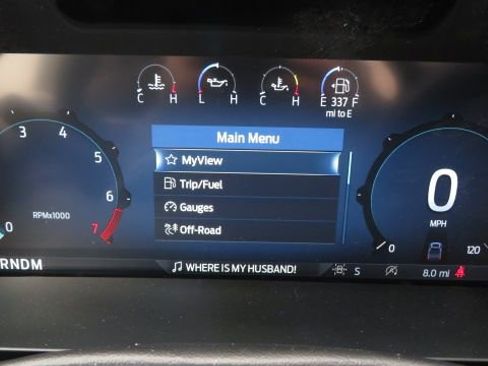 C H L H C H E 337 F
mi to E
Main Menu
MyView
Trip/Fuel
Gauges
Off-Road
3 4 5 6 7
RPMx1000
0
0
MPH
0 120
RNDM
WHERE IS MY HUSBAND!
S
8.0 mi